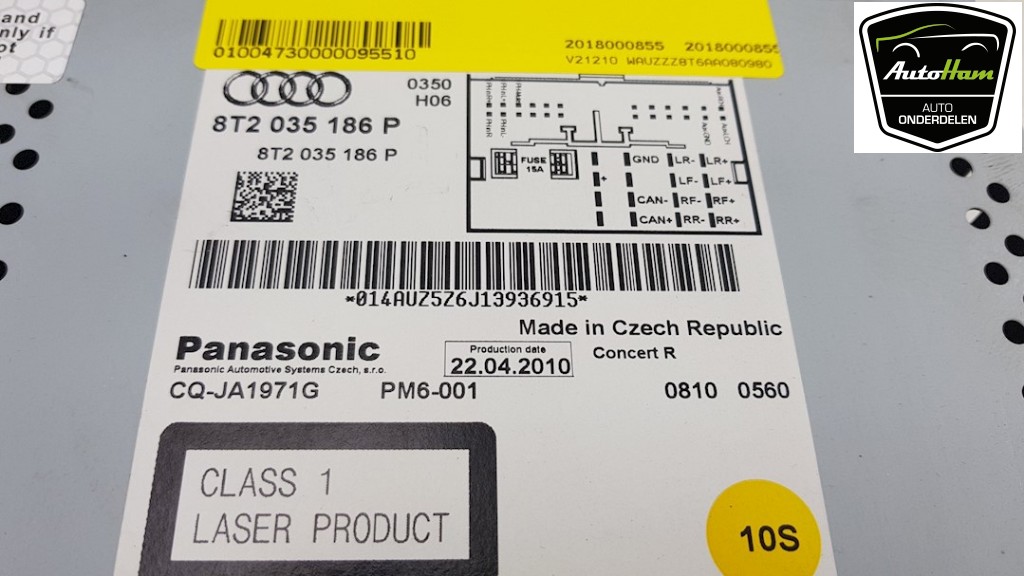 and
nly if
ot
01004730000095510
2018000855 2018000855
V21210 WAUZZZ8T6AA080980
AutoHam
AUTO
ONDERDELEN
0350
H06
8T2 035 186 P
8T2 035 186 P
FUSE
15A
+ GND LR- LR+
LF- LF+
CAN- RF- RF+
CAN+ RR- RR+
*014AUZ5Z6J13936915*
Made in Czech Republic
Panasonic
Panasonic Automotive Systems Czech, s.r.o.
Production date
22.04.2010
Concert R
CQ-JA1971G PM6-001 0810 0560
CLASS 1
LASER PRODUCT
10S